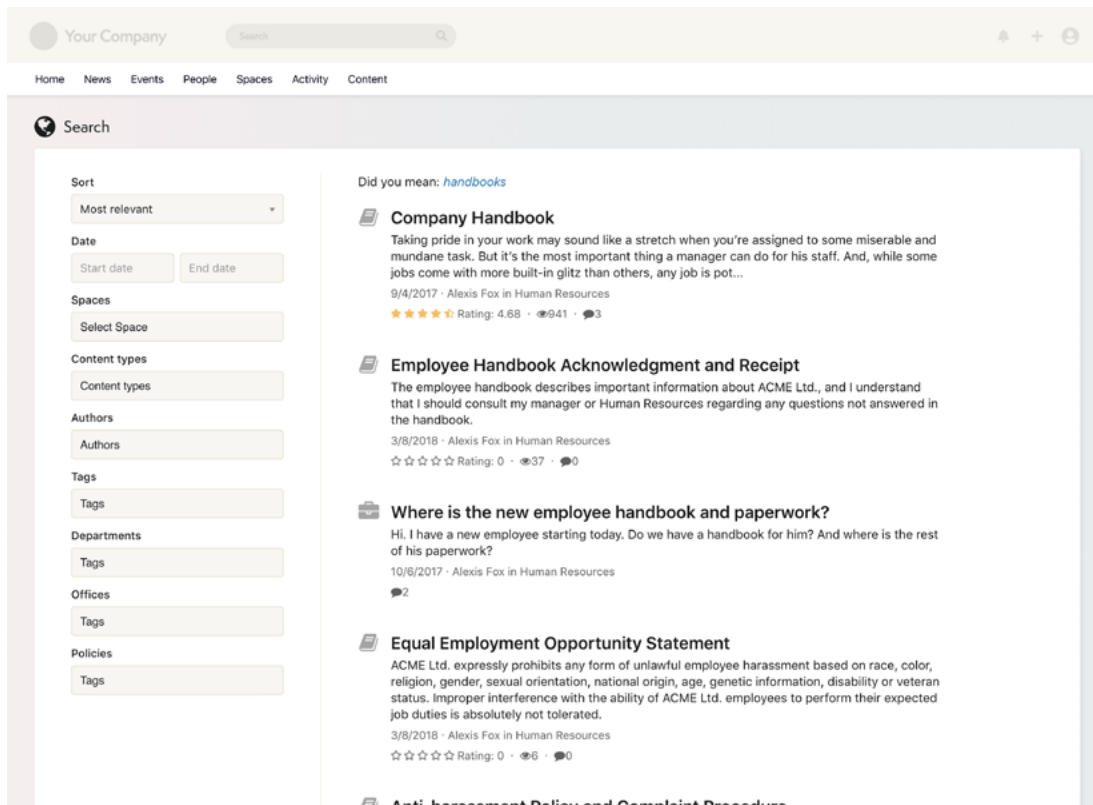 Your Company
Search
Home News Events People Spaces Activity Content
Search
Sort
Most relevant
Date
Start date End date
Spaces
Select Space
Content types
Content types
Authors
Authors
Tags
Tags
Departments
Tags
Offices
Tags
Policies
Tags
Did you mean: handbooks
Company Handbook
Taking pride in your work may sound like a stretch when you're assigned to some miserable and
mundane task. But it's the most important thing a manager can do for his staff. And, while some
jobs come with more built-in glitz than others, any job is pot...
9/4/2017 · Alexis Fox in Human Resources
Rating: 4.68 · 941 · 3
Employee Handbook Acknowledgment and Receipt
The employee handbook describes important information about ACME Ltd., and I understand
that I should consult my manager or Human Resources regarding any questions not answered in
the handbook.
3/8/2018 · Alexis Fox in Human Resources
Rating: 0 · 37 · 0
Where is the new employee handbook and paperwork?
Hi. I have a new employee starting today. Do we have a handbook for him? And where is the rest
of his paperwork?
10/6/2017 · Alexis Fox in Human Resources
2
Equal Employment Opportunity Statement
ACME Ltd. expressly prohibits any form of unlawful employee harassment based on race, color,
religion, gender, sexual orientation, national origin, age, genetic information, disability or veteran
status. Improper interference with the ability of ACME Ltd. employees to perform their expected
job duties is absolutely not tolerated.
3/8/2018 · Alexis Fox in Human Resources
Rating: 0 · 6 · 0
Anti-harassment Policy and Complaint Procedure